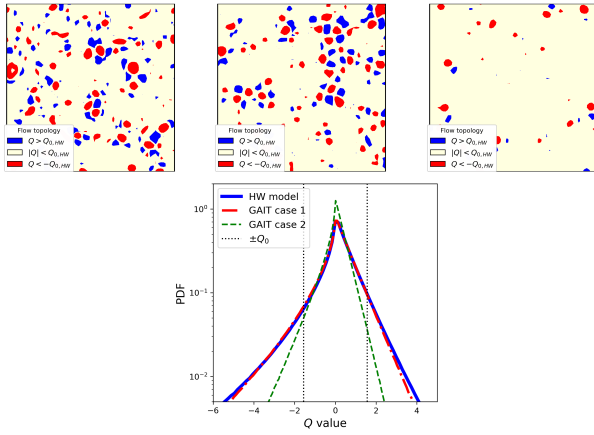 Flow topology
Q > Q₀,HW
|Q| < Q₀,HW
Q < −Q₀,HW
Flow topology
Q > Q₀,HW
|Q| < Q₀,HW
Q < −Q₀,HW
Flow topology
Q > Q₀,HW
|Q| < Q₀,HW
Q < −Q₀,HW
HW model
GAIT case 1
GAIT case 2
±Q₀
PDF
10⁰
10⁻¹
10⁻²
−6 −4 −2 0 2 4
Q value